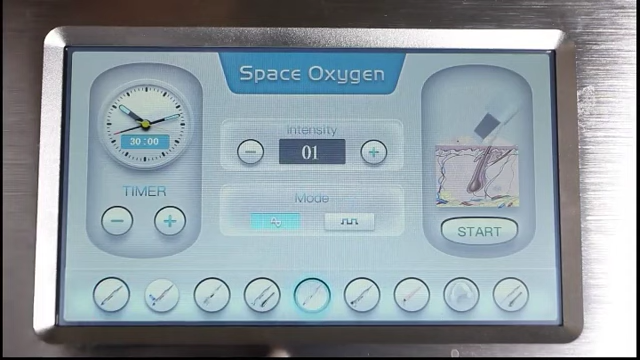 Space Oxygen
30:00
TIMER
Intensity
01
Mode
START